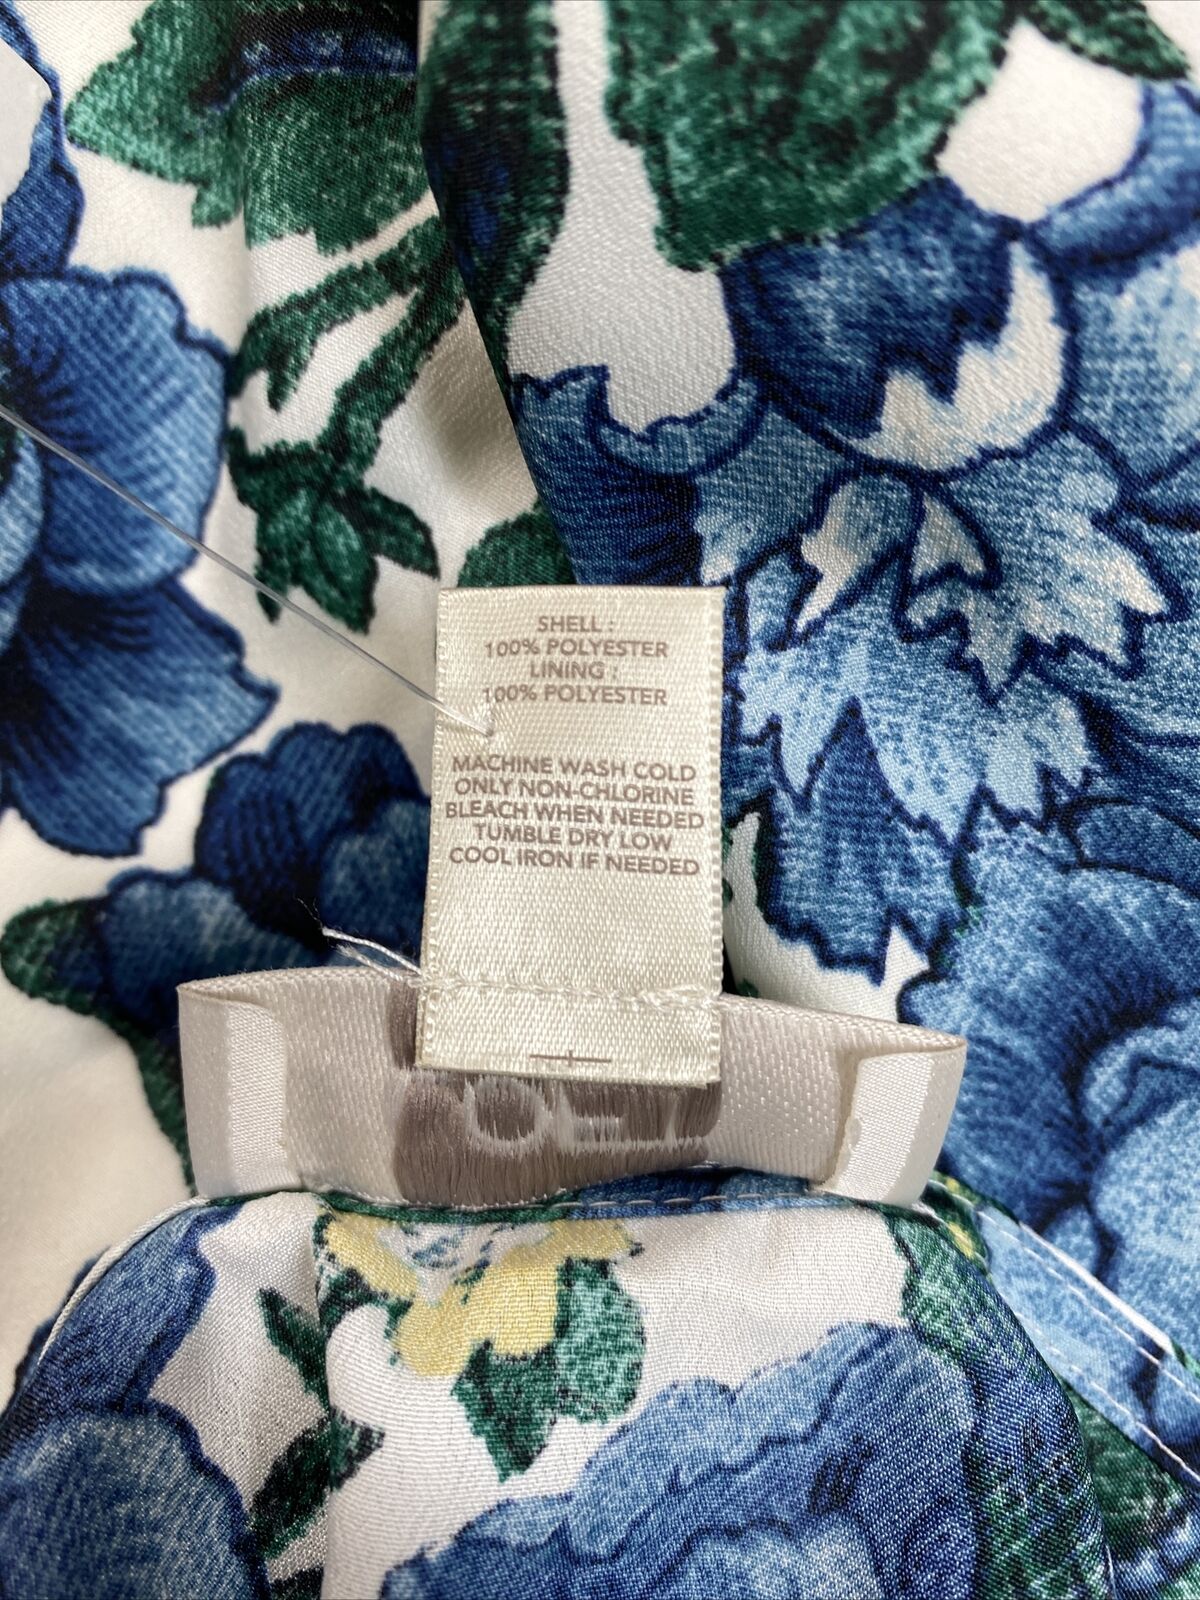 SHELL :
100% POLYESTER
LINING :
100% POLYESTER
MACHINE WASH COLD
ONLY NON-CHLORINE
BLEACH WHEN NEEDED
TUMBLE DRY LOW
COOL IRON IF NEEDED